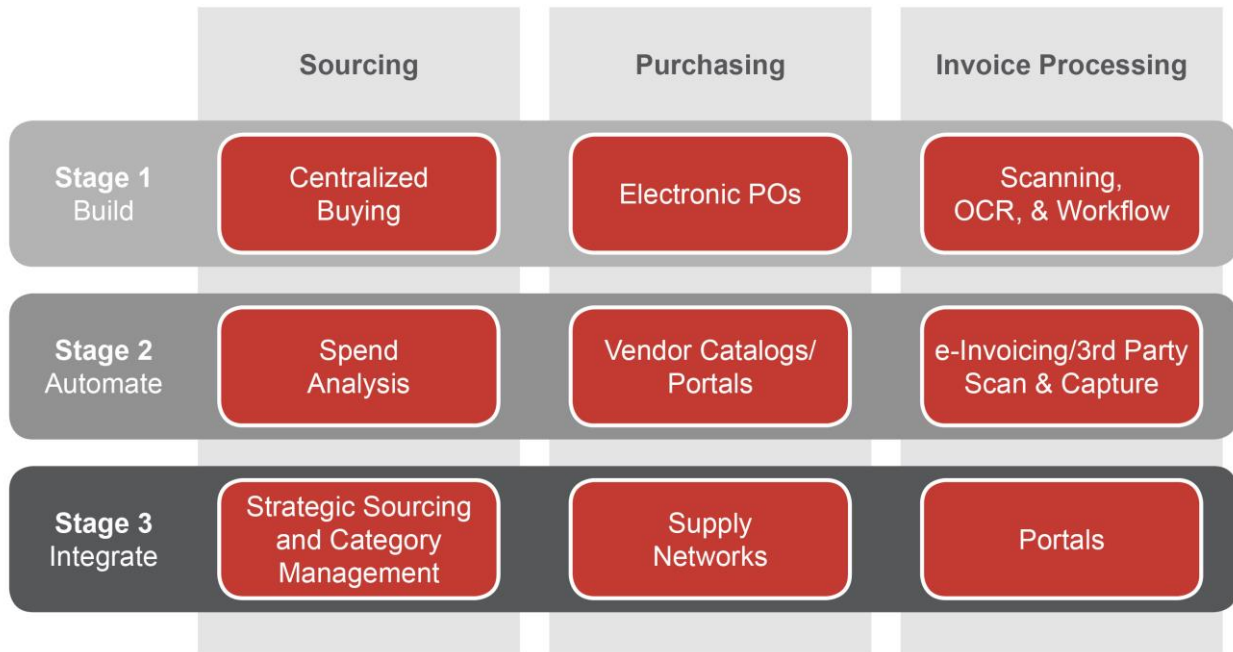 Sourcing
Purchasing
Invoice Processing
Stage 1
Build
Centralized
Buying
Electronic POs
Scanning,
OCR, & Workflow
Stage 2
Automate
Spend
Analysis
Vendor Catalogs/
Portals
e-Invoicing/3rd Party
Scan & Capture
Stage 3
Integrate
Strategic Sourcing
and Category
Management
Supply
Networks
Portals